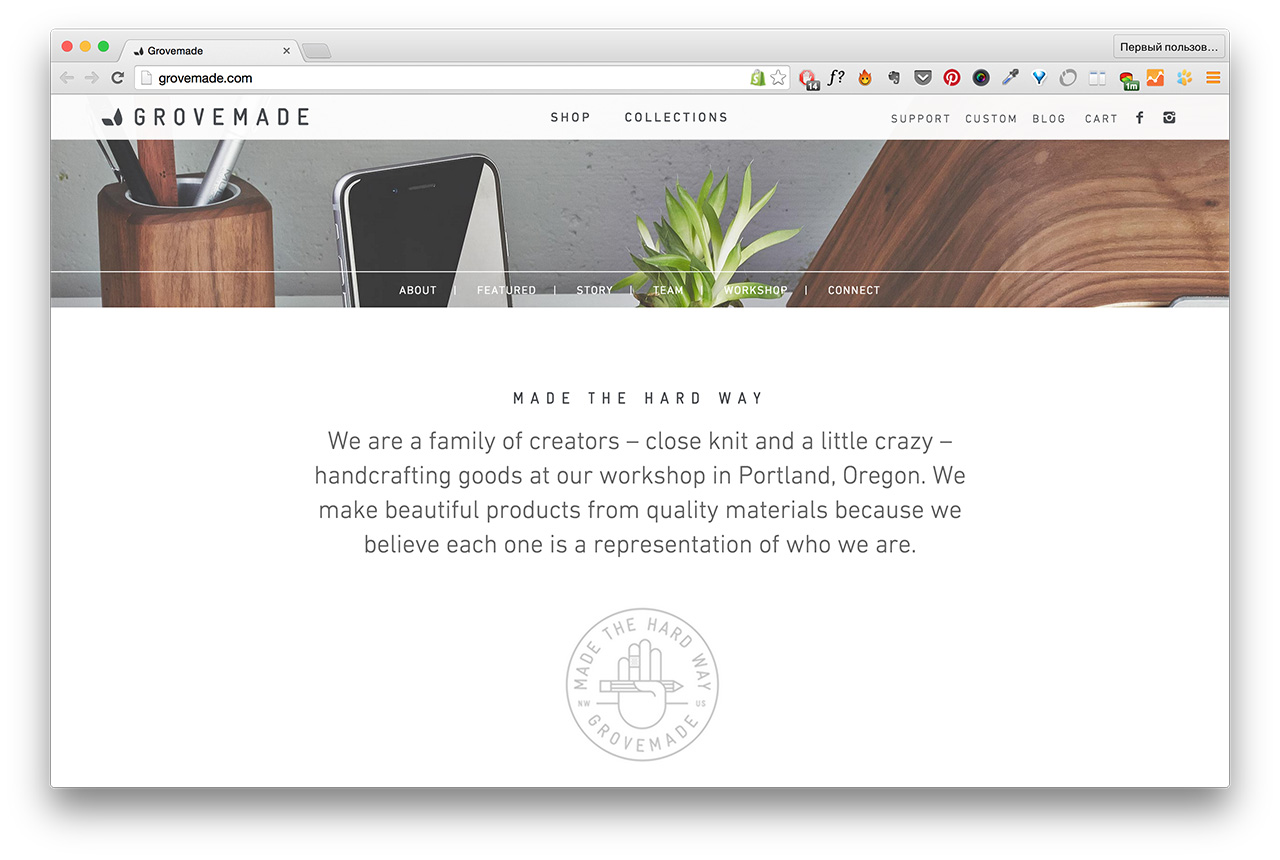 Grovemade
Первый пользов...
grovemade.com
f?
14
1m
GROVEMADE
SHOP
COLLECTIONS
SUPPORT
CUSTOM
BLOG
CART
ABOUT | FEATURED | STORY | TEAM | WORKSHOP | CONNECT
MADE THE HARD WAY
We are a family of creators – close knit and a little crazy –
handcrafting goods at our workshop in Portland, Oregon. We
make beautiful products from quality materials because we
believe each one is a representation of who we are.
MADE THE HARD WAY
NW
US
GROVEMADE